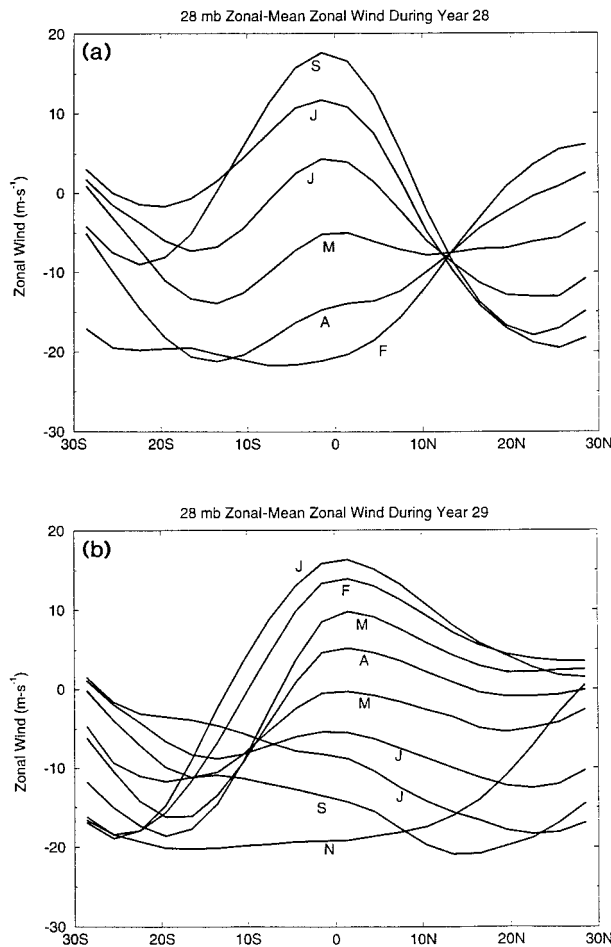 28 mb Zonal-Mean Zonal Wind During Year 28
(a)
20
10
0
-10
-20
-30
Zonal Wind (m-s⁻¹)
S
J
J
M
A
F
30S
20S
10S
0
10N
20N
30N
28 mb Zonal-Mean Zonal Wind During Year 29
(b)
20
10
0
-10
-20
-30
Zonal Wind (m-s⁻¹)
J
F
M
A
M
J
J
S
N
30S
20S
10S
0
10N
20N
30N